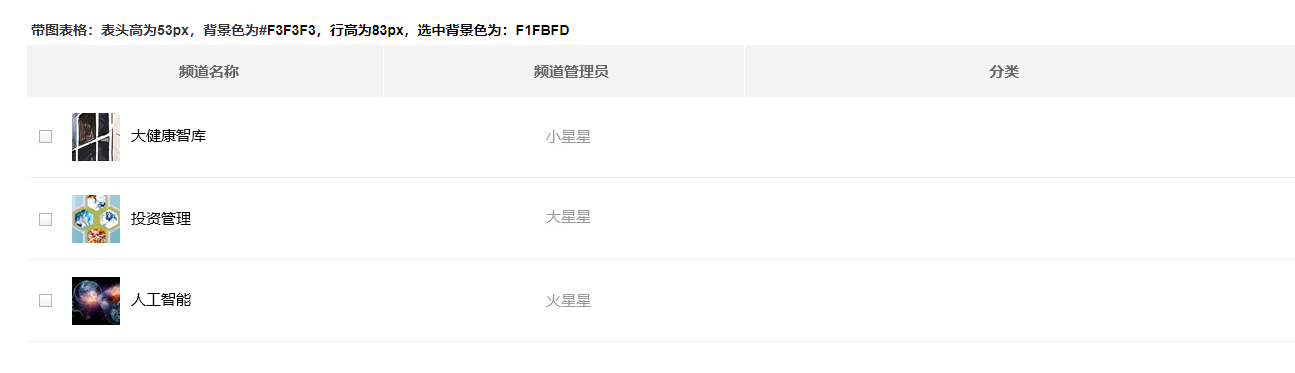 带图表格：表头高为53px，背景色为#F3F3F3，行高为83px，选中背景色为：F1FBFD
频道名称 频道管理员 分类
大健康智库 小星星
投资管理 大星星
人工智能 火星星